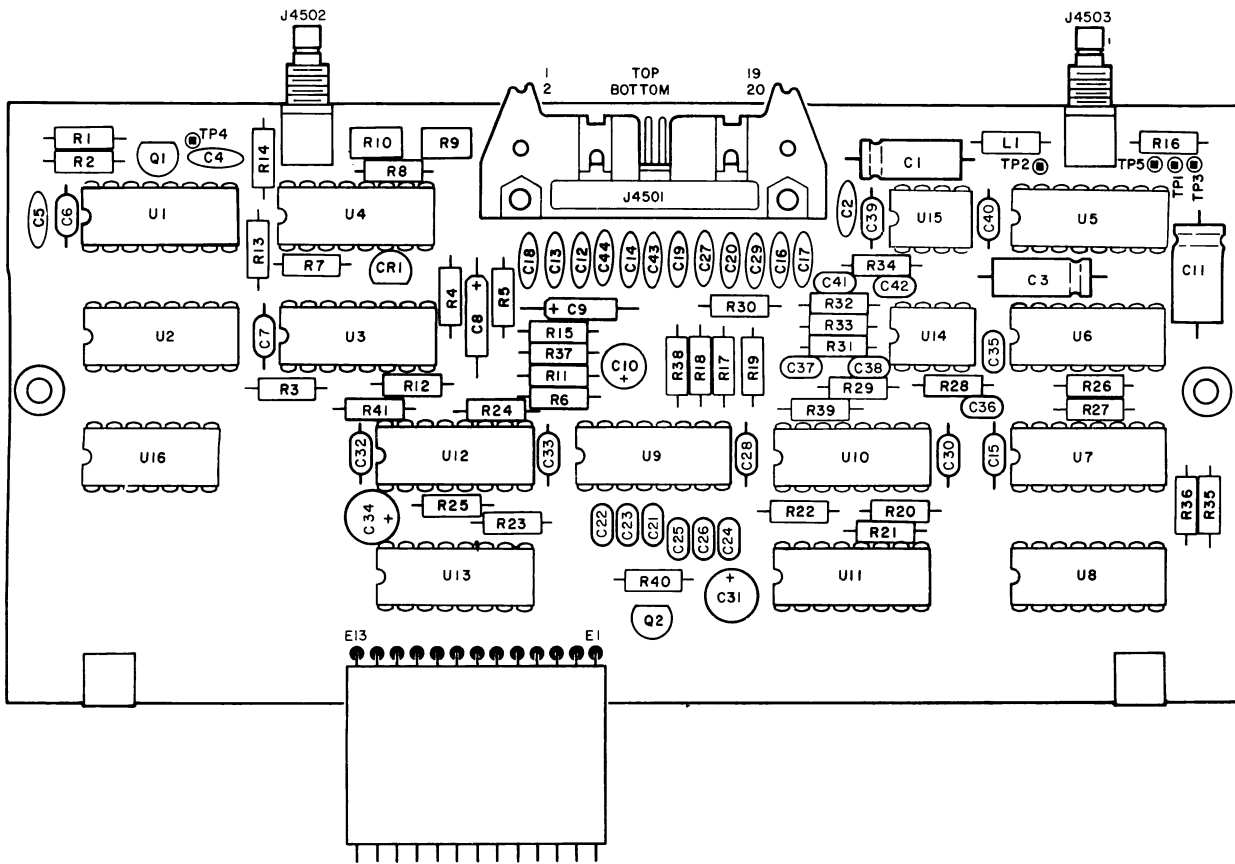 J4502
J4503
1 TOP 19
2 BOTTOM 20
R1
R2
Q1
TP4
C4
R14
R10
R9
R8
C1
L1
TP2
R16
TP5
TP1
TP3
C5
C6
U1
U4
J4501
C2
C39
U15
C40
U5
R3
R7
CR1
R4
C8 +
R5
C18
C13
C12
C44
C14
C43
C19
C27
C20
C29
C16
C17
R34
C41
C42
C3
C11
U2
C7
U3
+ C9
R15
R37
R11
R6
C10
+
R30
R38
R18
R17
R19
R32
R33
R31
C37
C38
U14
C35
U6
R3
R12
R41
R24
R29
R39
R28
C36
R26
R27
U16
C32
U12
C33
U9
C28
U10
C30
C15
U7
C34
+
R25
R23
C22
C23
C21
C25
C26
C24
R22
R20
R21
R36
R35
U13
R40
+
C31
Q2
U11
U8
E13
E1